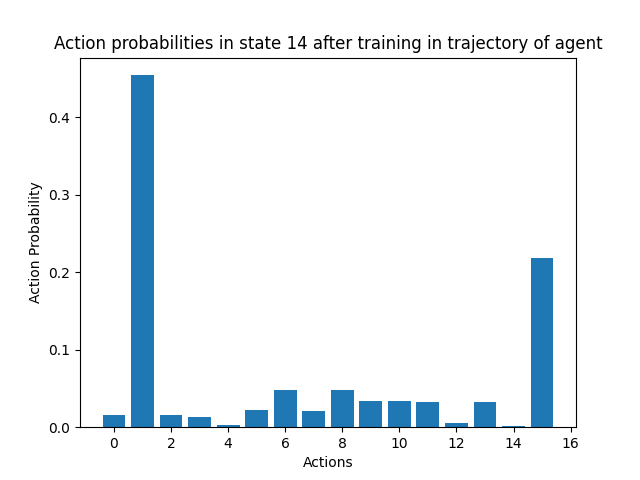 Action probabilities in state 14 after training in trajectory of agent
Action Probability
0.4
0.3
0.2
0.1
0.0
0 2 4 6 8 10 12 14 16
Actions